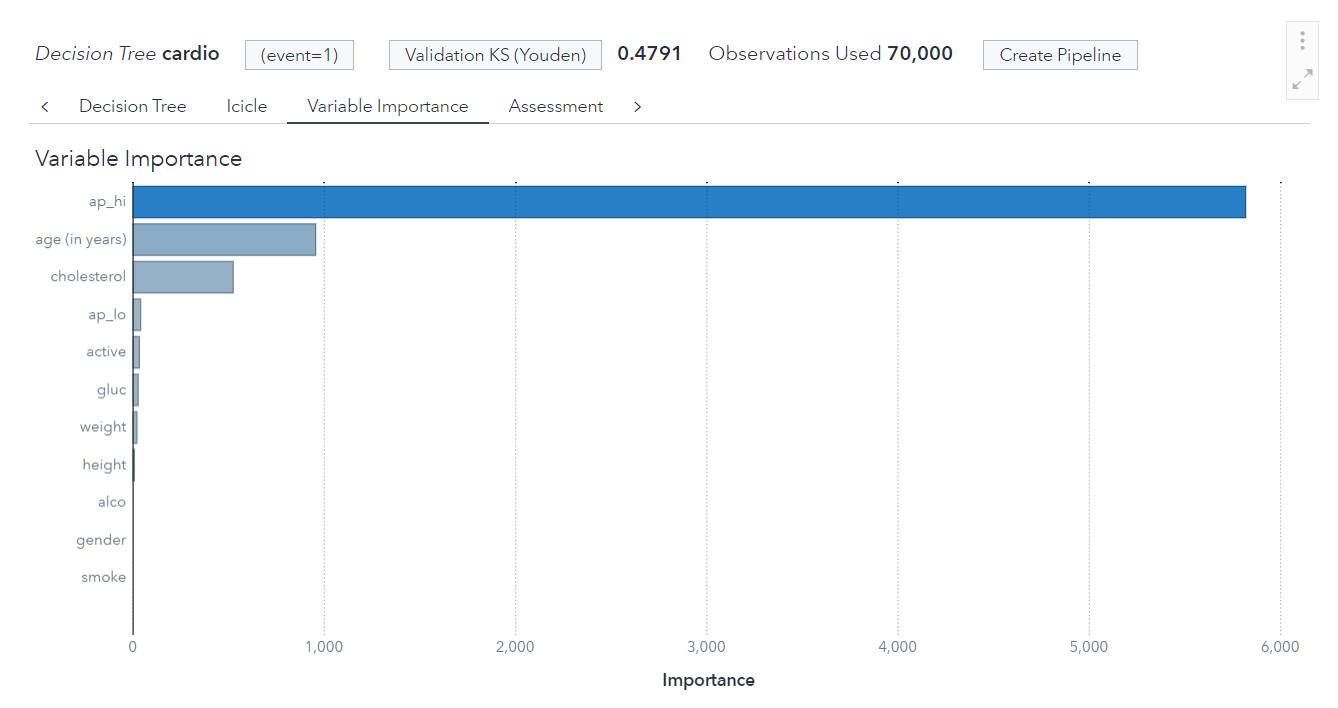 Decision Tree cardio (event=1) Validation KS (Youden) 0.4791 Observations Used 70,000 Create Pipeline
< Decision Tree Icicle Variable Importance Assessment >
Variable Importance
ap_hi
age (in years)
cholesterol
ap_lo
active
gluc
weight
height
alco
gender
smoke
0 1,000 2,000 3,000 4,000 5,000 6,000
Importance